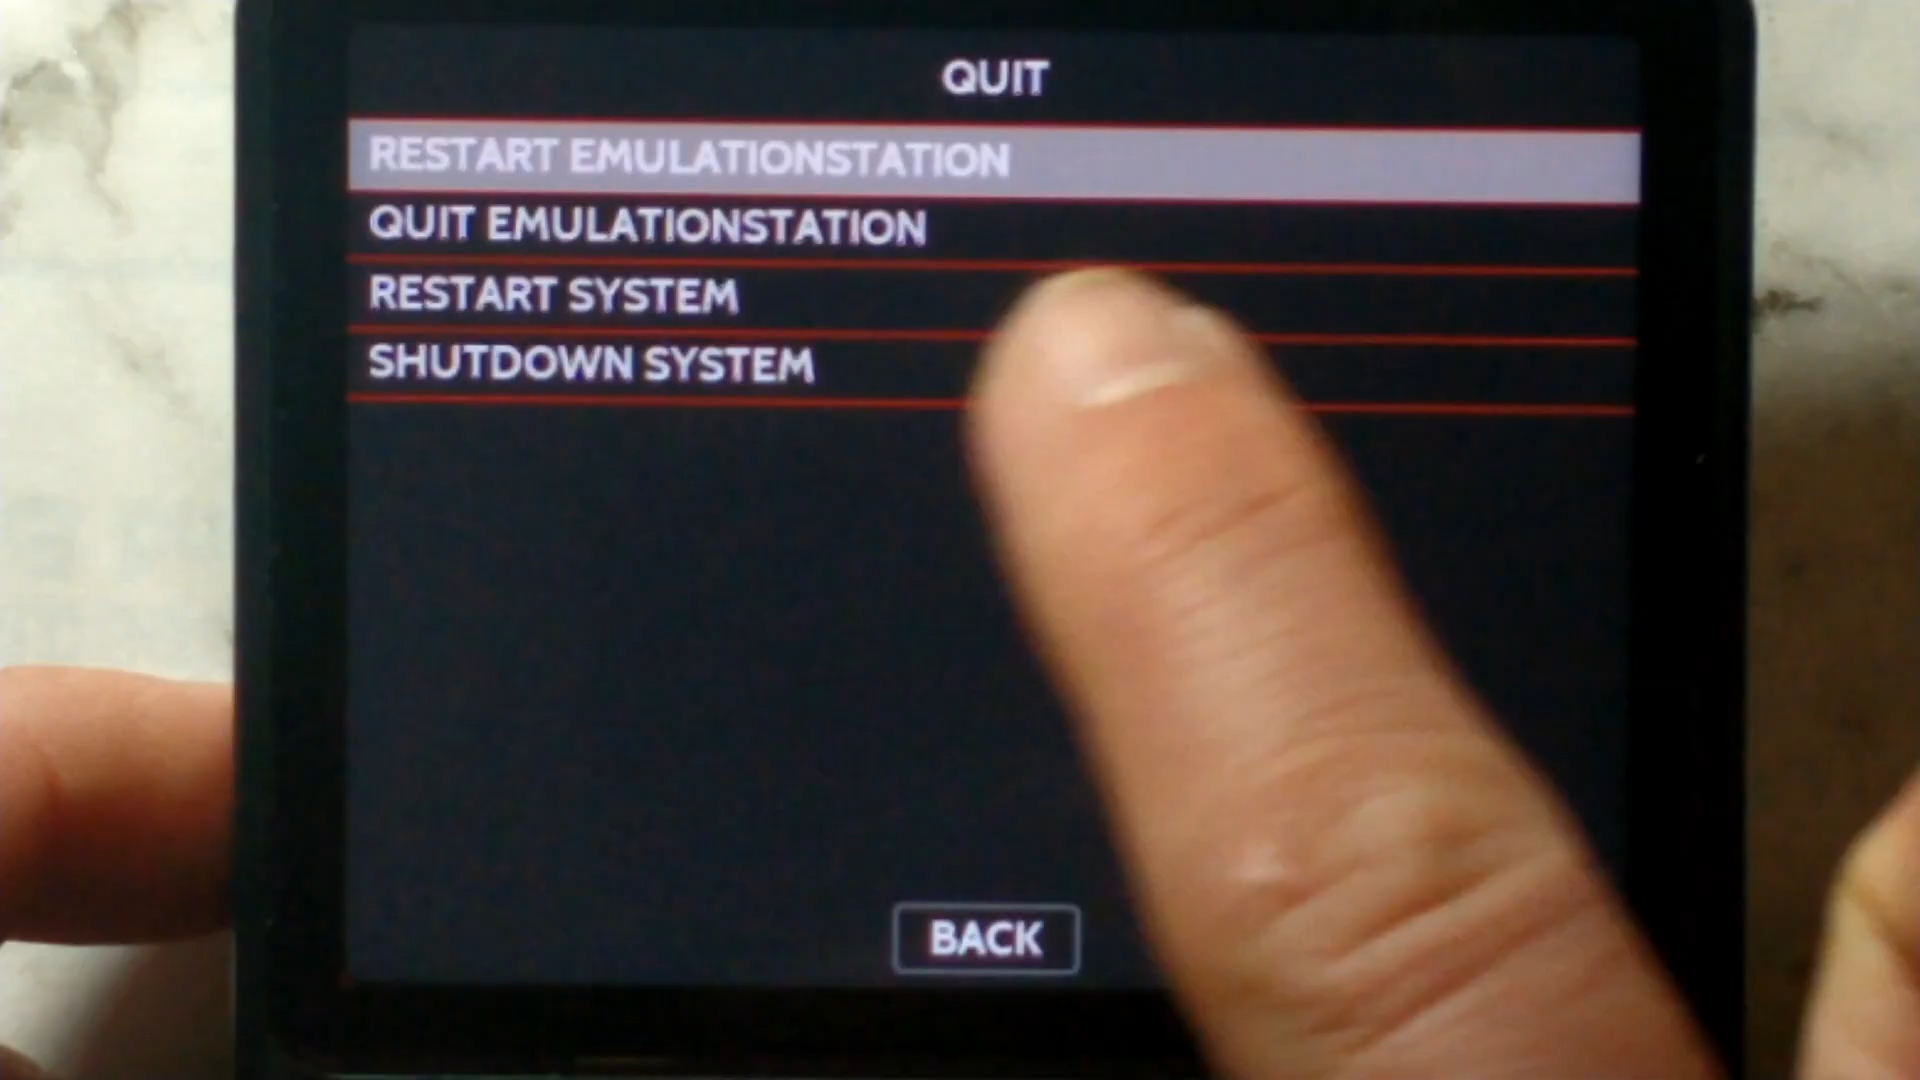 QUIT
RESTART EMULATIONSTATION
QUIT EMULATIONSTATION
RESTART SYSTEM
SHUTDOWN SYSTEM
BACK